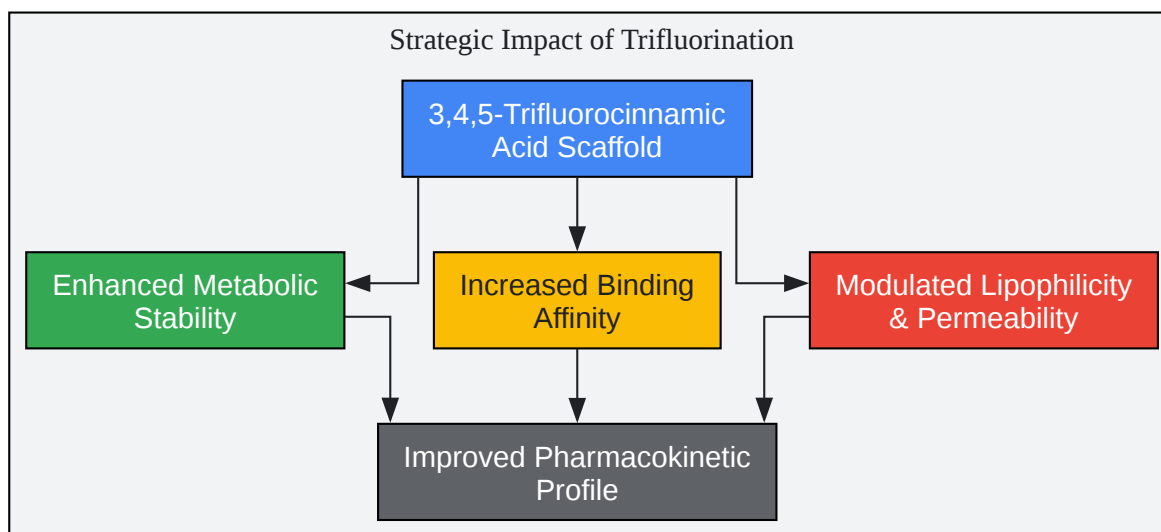 Strategic Impact of Trifluorination
3,4,5-Trifluorocinnamic
Acid Scaffold
Enhanced Metabolic
Stability
Increased Binding
Affinity
Modulated Lipophilicity
& Permeability
Improved Pharmacokinetic
Profile